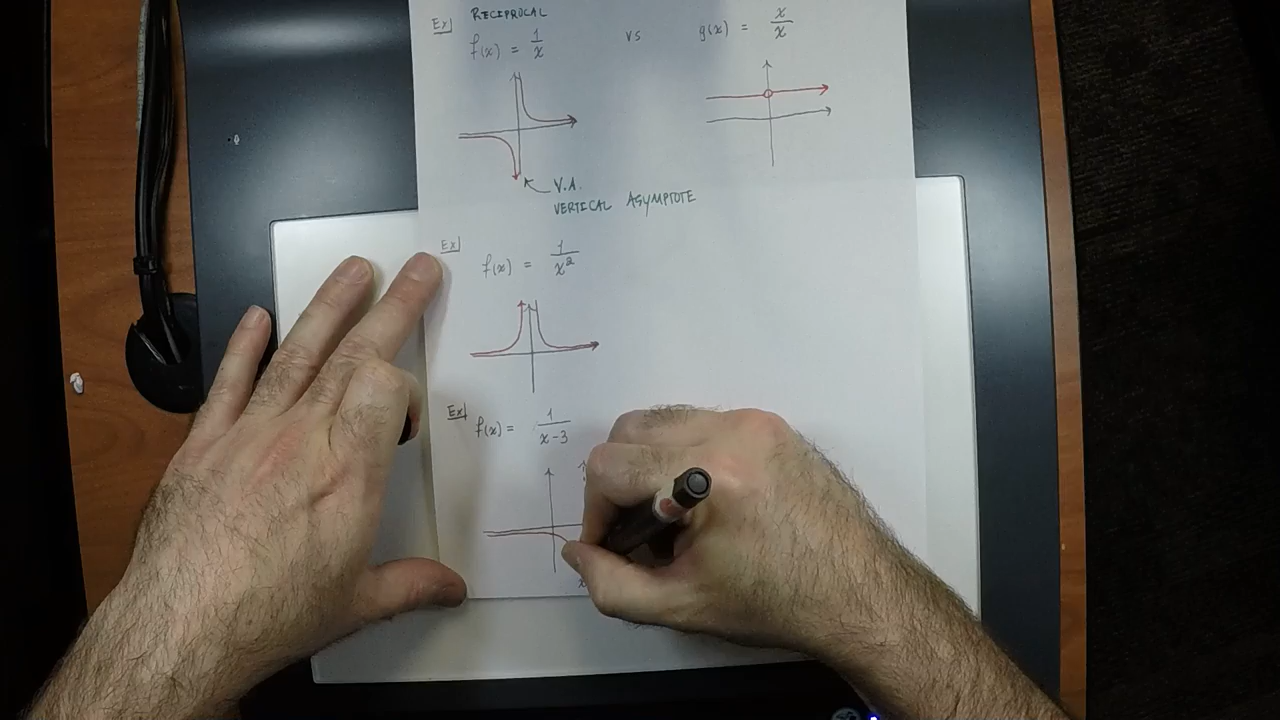 Ex] RECIPROCAL
f(x) = 1/x vs g(x) = x/x
V.A.
VERTICAL ASYMPTOTE
Ex]
f(x) = 1/x²
Ex] f(x) = 1/(x-3)